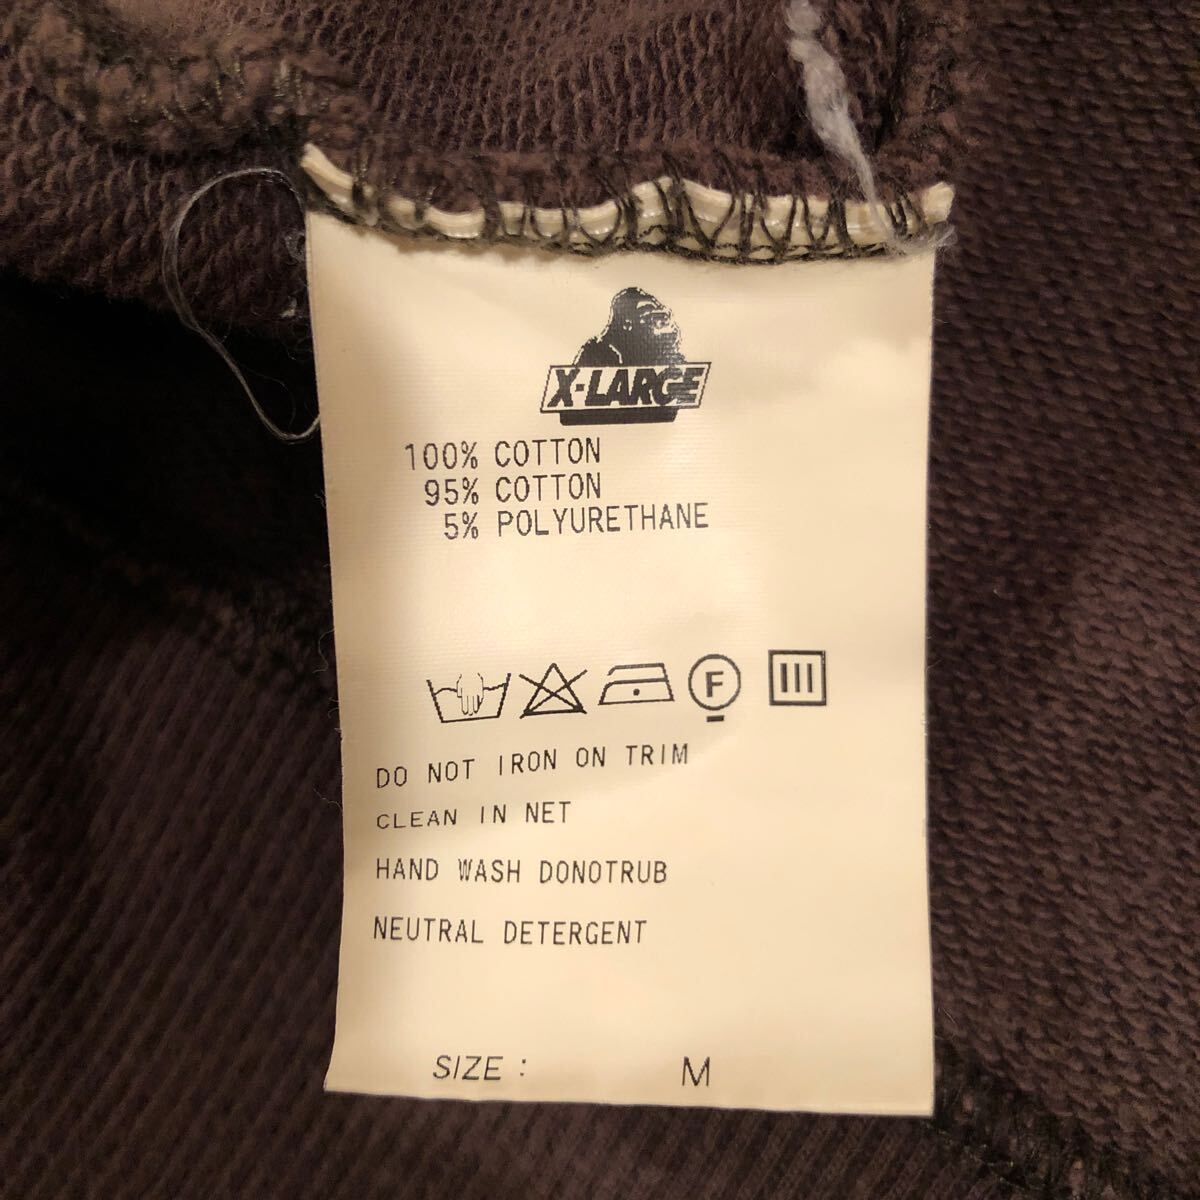 X-LARGE
100% COTTON
95% COTTON
5% POLYURETHANE
F
DO NOT IRON ON TRIM
CLEAN IN NET
HAND WASH DONOTRUB
NEUTRAL DETERGENT
SIZE : M